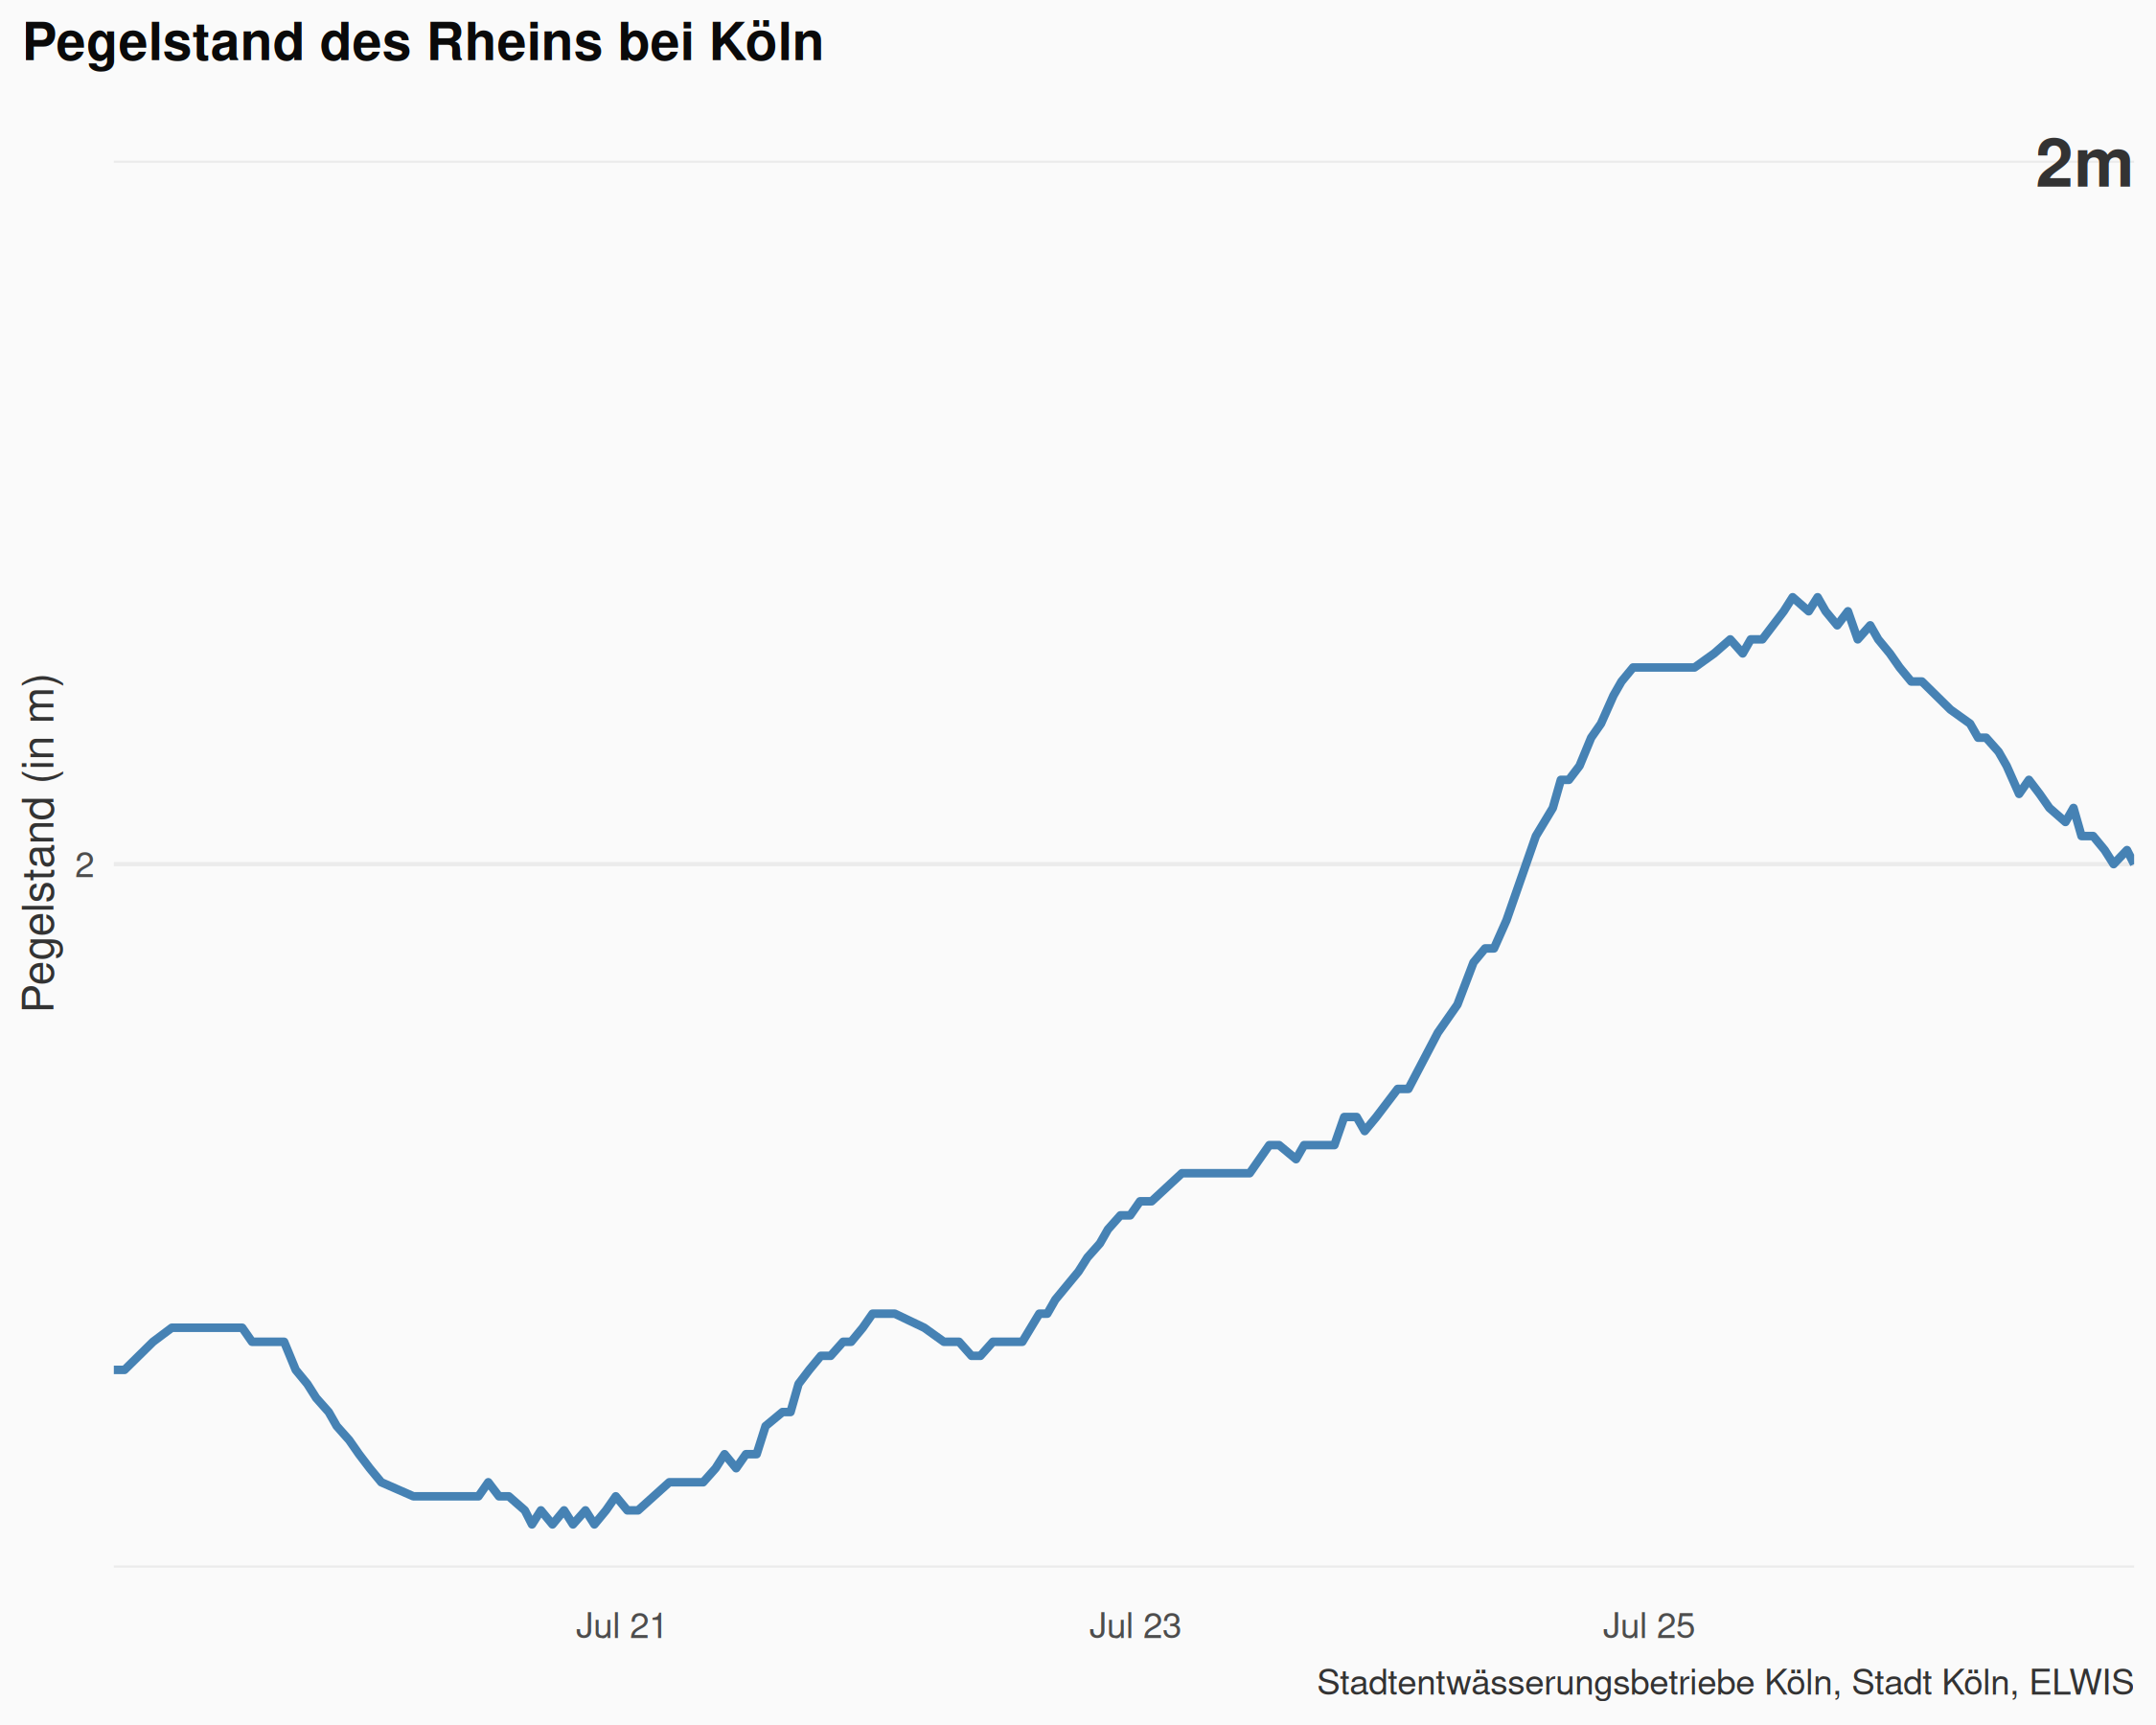 Pegelstand des Rheins bei Köln
2m
Pegelstand (in m)
2
Jul 21
Jul 23
Jul 25
Stadtentwässerungsbetriebe Köln, Stadt Köln, ELWIS